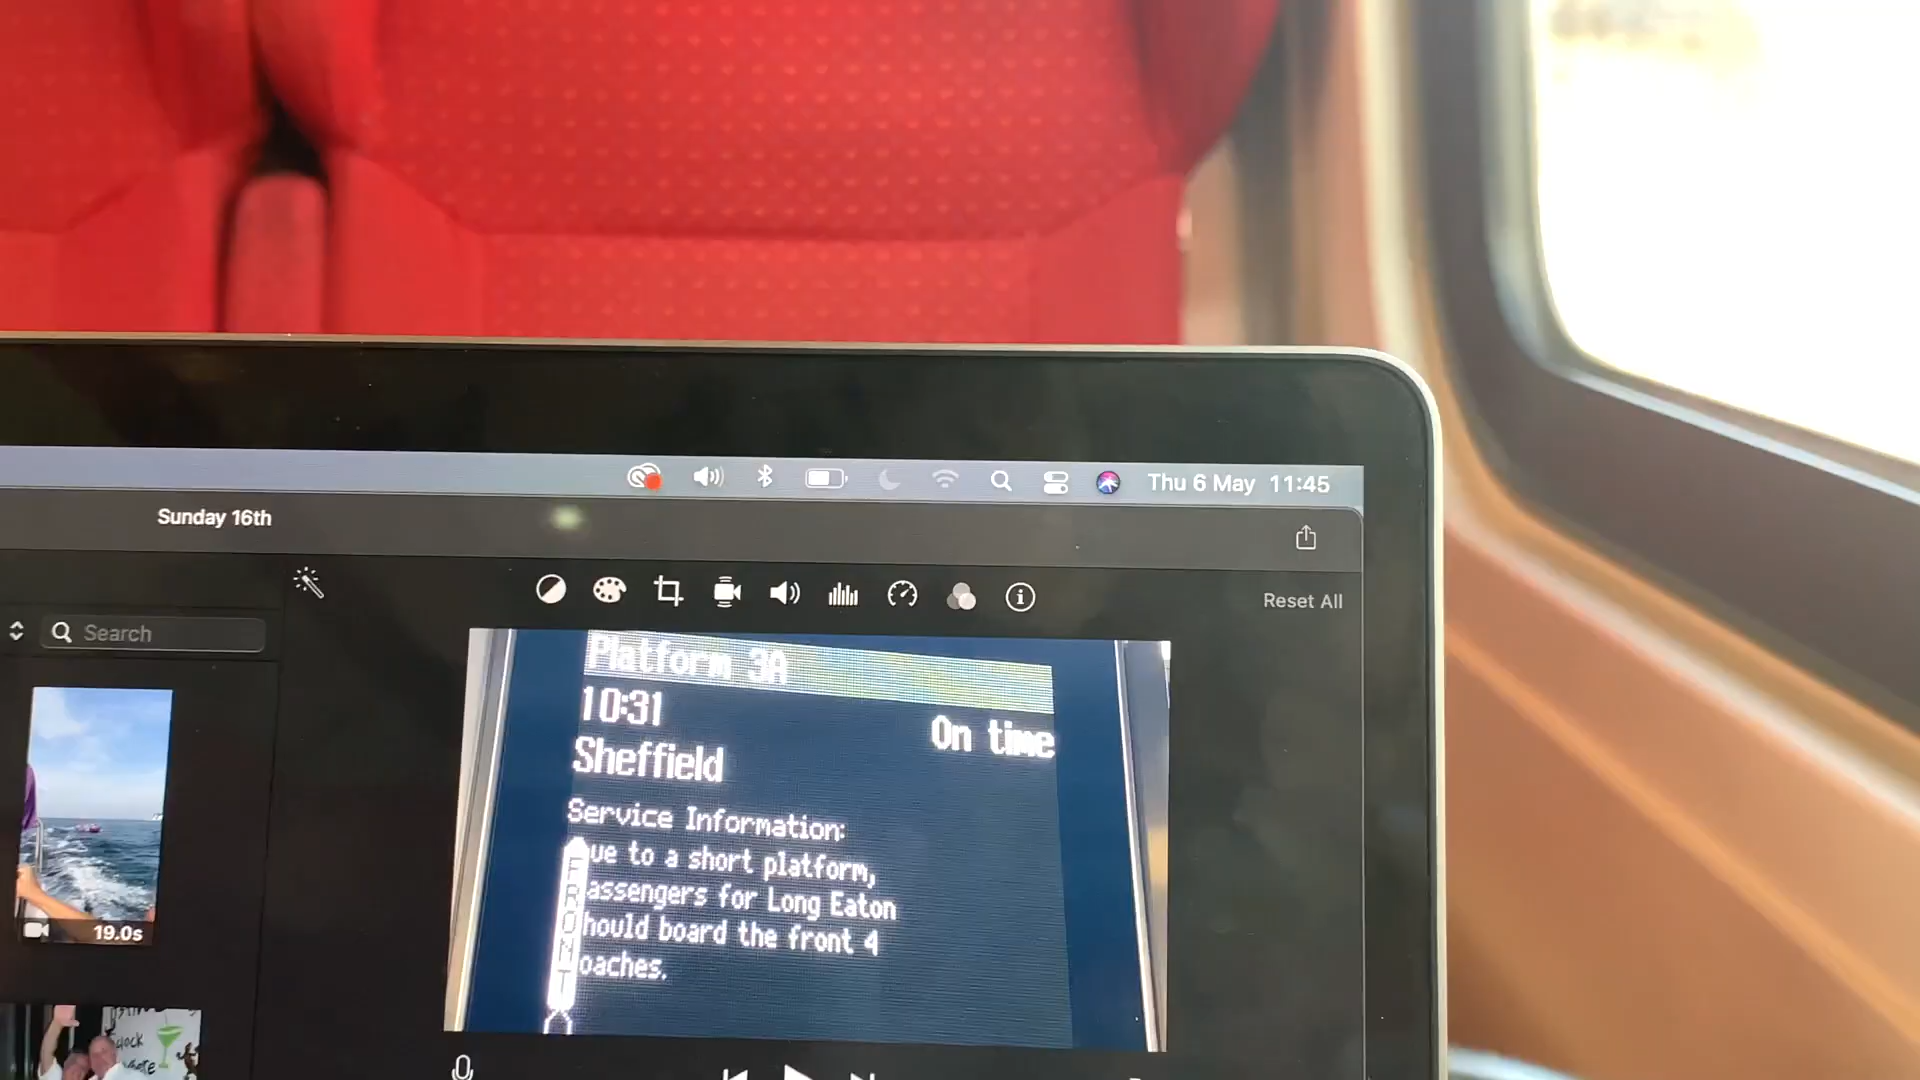 Thu 6 May 11:45
Sunday 16th
Reset All
Search
Platform 3A
10:31
On time
Sheffield
Service Information:
ue to a short platform,
assengers for Long Eaton
hould board the front 4
oaches.
FRONT
19.0s